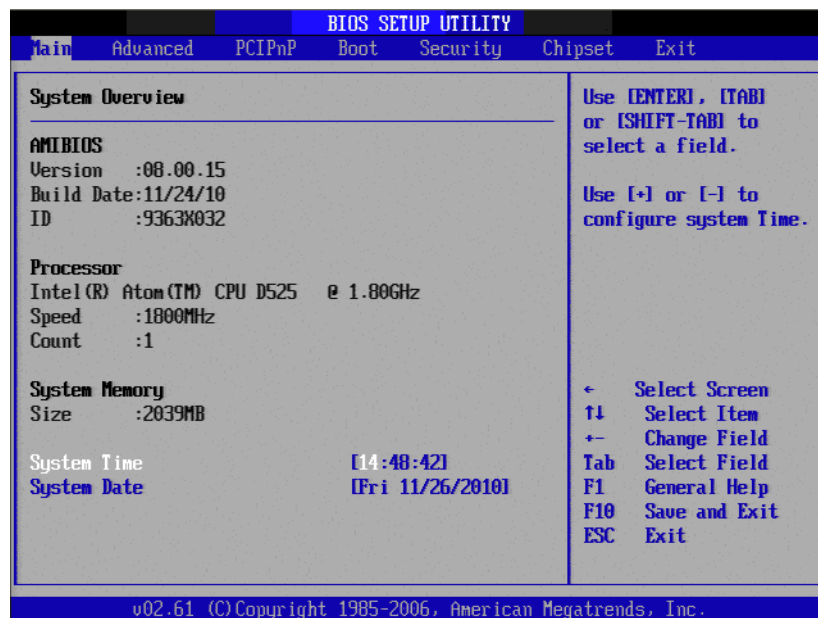 BIOS SETUP UTILITY
Main Advanced PCIPnP Boot Security Chipset Exit
System Overview
AMIBIOS
Version :08.00.15
Build Date:11/24/10
ID :9363X032
Processor
Intel(R) Atom(TM) CPU D525 @ 1.80GHz
Speed :1800MHz
Count :1
System Memory
Size :2039MB
System Time [14:48:42]
System Date [Fri 11/26/2010]
Use [ENTER], [TAB]
or [SHIFT-TAB] to
select a field.
Use [+] or [-] to
configure system Time.
← Select Screen
↑↓ Select Item
+- Change Field
Tab Select Field
F1 General Help
F10 Save and Exit
ESC Exit
v02.61 (C)Copyright 1985-2006, American Megatrends, Inc.